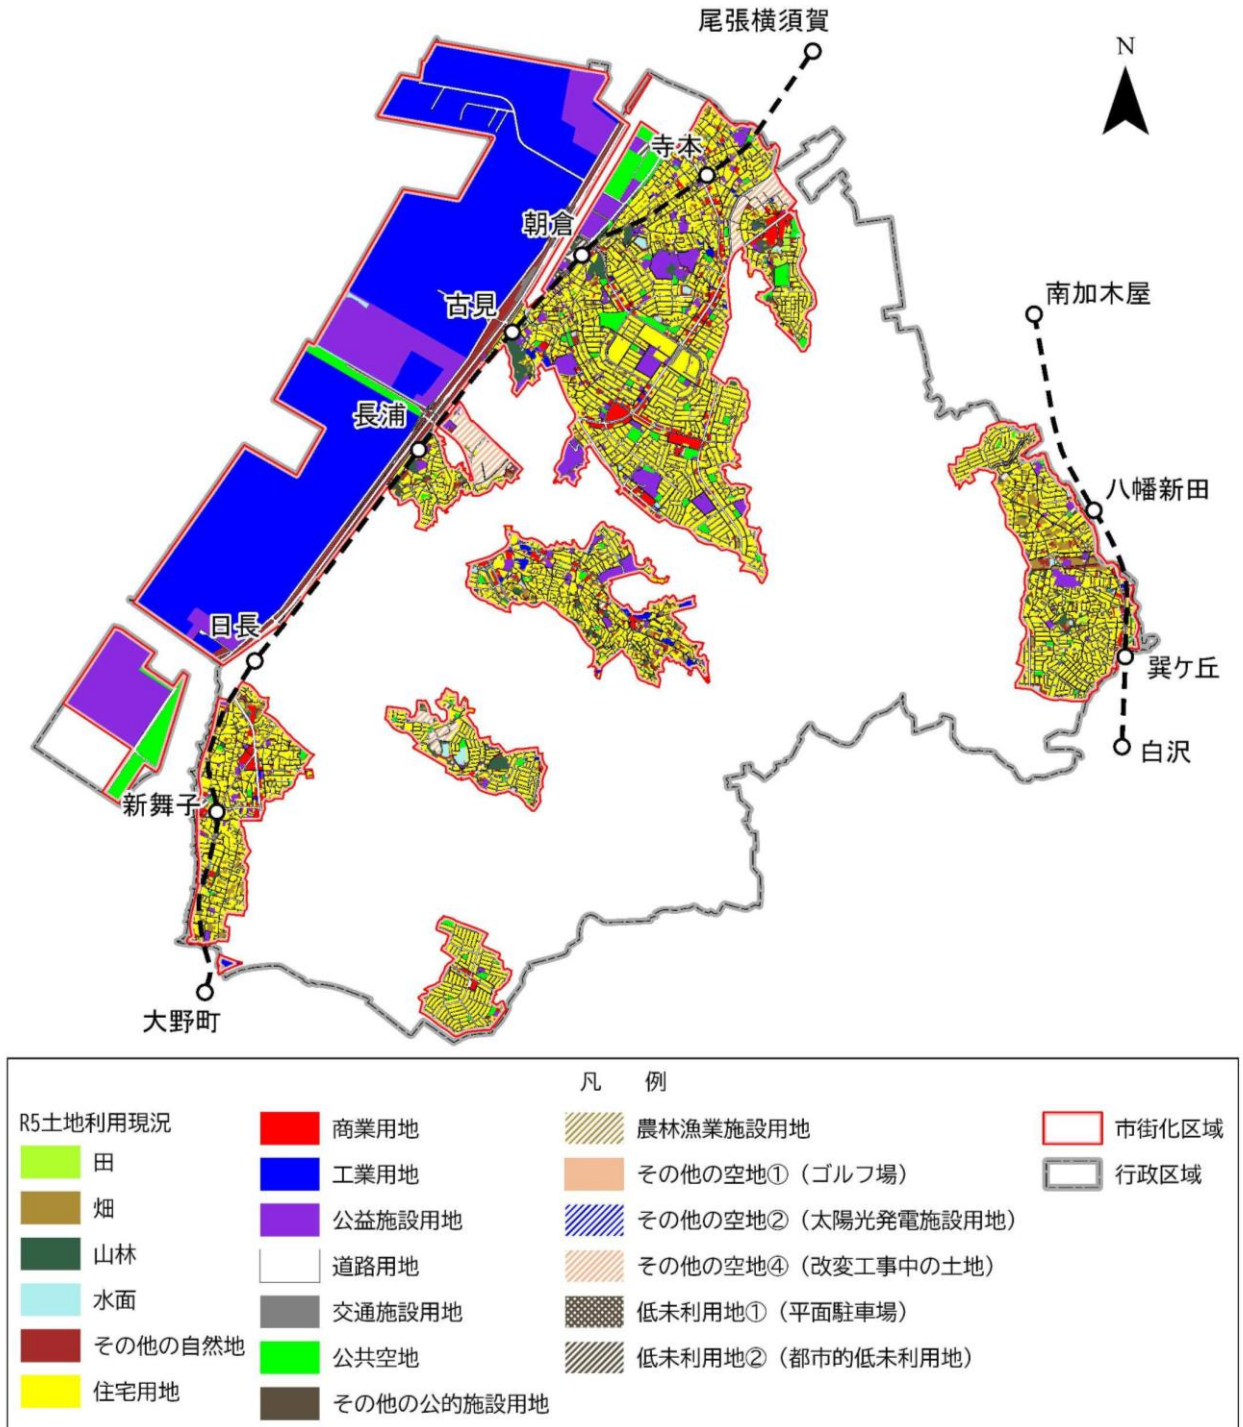 尾張横須賀
N
寺本
朝倉
古見
南加木屋
長浦
八幡新田
日長
巽ケ丘
白沢
新舞子
大野町
凡 例
R5土地利用現況
田
畑
山林
水面
その他の自然地
住宅用地
商業用地
工業用地
公益施設用地
道路用地
交通施設用地
公共空地
その他の公的施設用地
農林漁業施設用地
その他の空地①（ゴルフ場）
その他の空地②（太陽光発電施設用地）
その他の空地④（改変工事中の土地）
低未利用地①（平面駐車場）
低未利用地②（都市的低未利用地）
市街化区域
行政区域